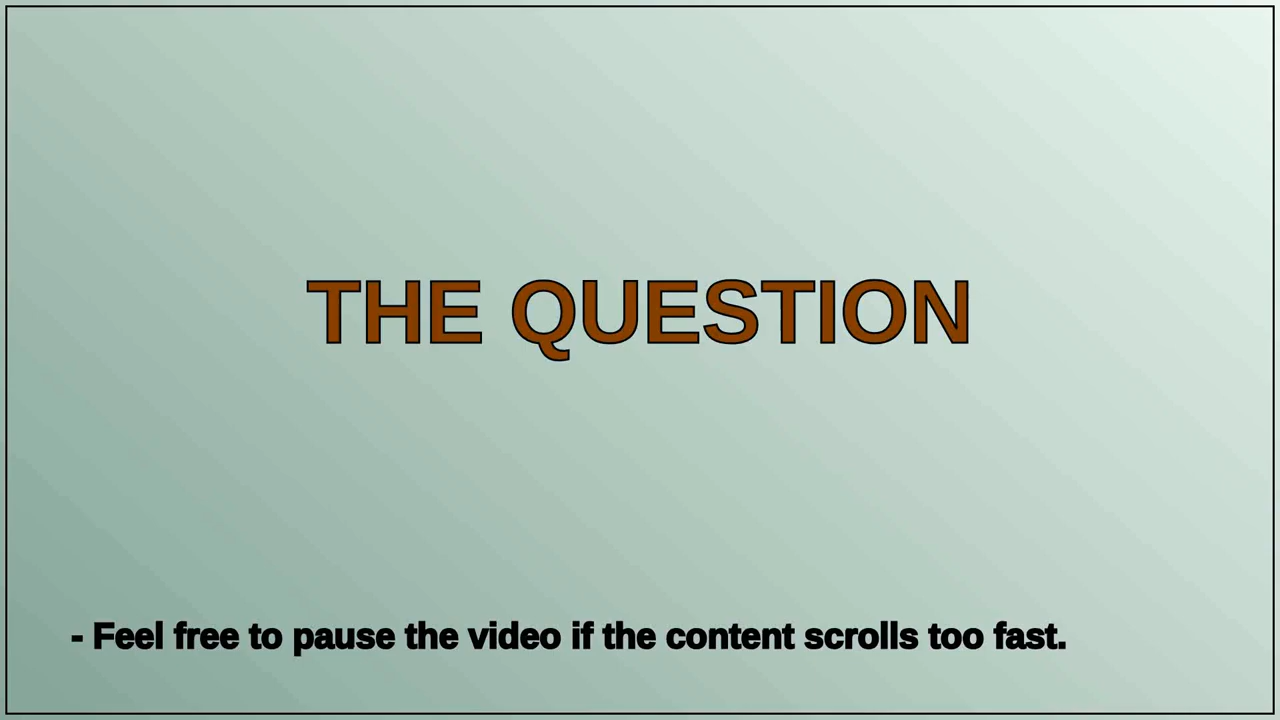 THE QUESTION
- Feel free to pause the video if the content scrolls too fast.